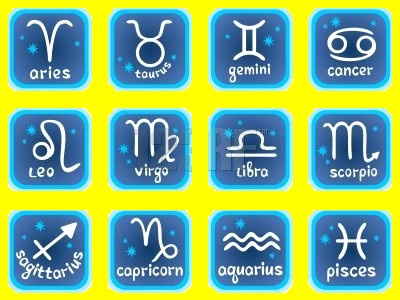 aries
taurus
gemini
cancer
Leo
virgo
libra
scorpio
sagittarius
capricorn
aquarius
pisces